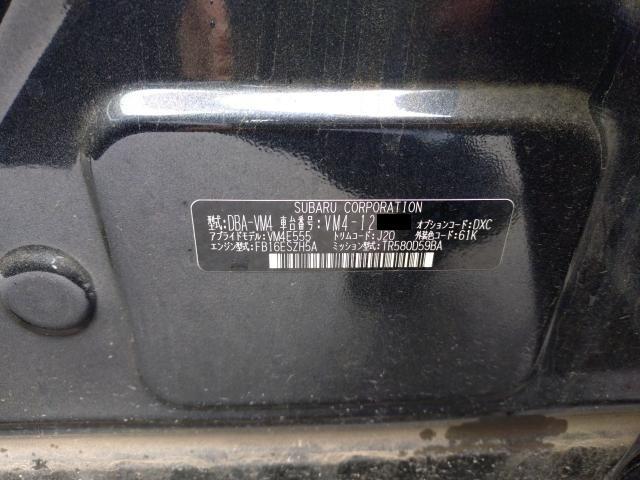 SUBARU CORPORATION
型式:DBA-VM4 車台番号:VM4-12 オプションコード:DXC
アプライドモデル:VM4E555 トリムコード:J20 外装色コード:61K
エンジン型式:FB16ESZH5A ミッション型式:TR580D59BA